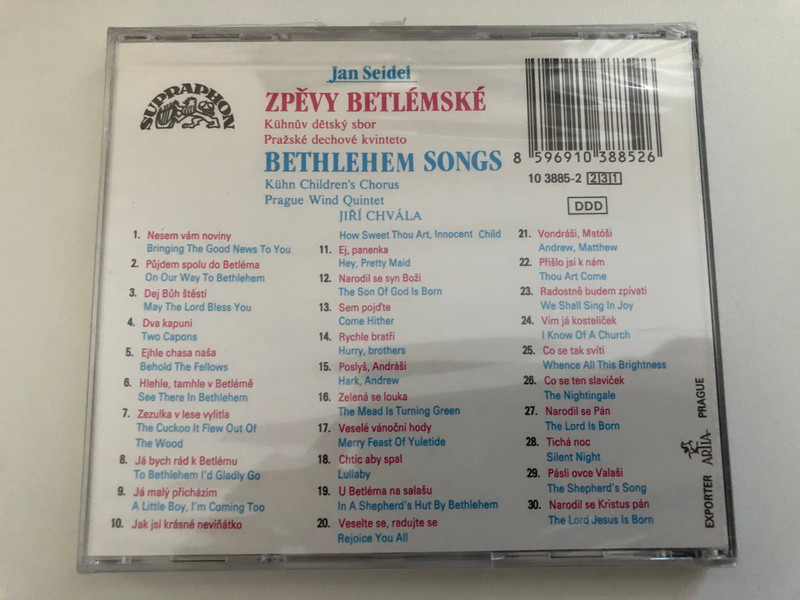 SUPRAPHON
Jan Seidel
ZPĚVY BETLÉMSKÉ
Kühnův dětský sbor
Pražské dechové kvinteto
BETHLEHEM SONGS
Kühn Children's Chorus
Prague Wind Quintet
JIŘÍ CHVÁLA
8 596910 388526
10 3885-2 231
DDD
1. Nesem vám noviny
Bringing The Good News To You
2. Půjdem spolu do Betléma
On Our Way To Bethlehem
3. Dej Bůh štěstí
May The Lord Bless You
4. Dva kapuni
Two Capons
5. Ejhle chasa naša
Behold The Fellows
6. Hlehle, tamhle v Betlémě
See There In Bethlehem
7. Zezulka v lese vylítla
The Cuckoo It Flew Out Of
The Wood
8. Já bych rád k Betlému
To Bethlehem I'd Gladly Go
9. Já malý přicházím
A Little Boy, I'm Coming Too
10. Jak jsi krásné neviňátko
How Sweet Thou Art, Innocent Child
11. Ej, panenka
Hey, Pretty Maid
12. Narodil se syn Boží
The Son Of God Is Born
13. Sem pojďte
Come Hither
14. Rychle bratři
Hurry, brothers
15. Poslyš, Andráši
Hark, Andrew
16. Zelená se louka
The Mead Is Turning Green
17. Veselé vánoční hody
Merry Feast Of Yuletide
18. Chtíc aby spal
Lullaby
19. U Betléma na salašu
In A Shepherd's Hut By Bethlehem
20. Veselte se, radujte se
Rejoice You All
21. Vondráši, Matóši
Andrew, Matthew
22. Přišlo jsi k nám
Thou Art Come
23. Radostně budem zpívati
We Shall Sing In Joy
24. Vím já kostelíček
I Know Of A Church
25. Co se tak svítí
Whence All This Brightness
26. Co se ten slavíček
The Nightingale
27. Narodil se Pán
The Lord Is Born
28. Tichá noc
Silent Night
29. Pásli ovce Valaši
The Shepherd's Song
30. Narodil se Kristus pán
The Lord Jesus Is Born
EXPORTER ARTIA PRAGUE